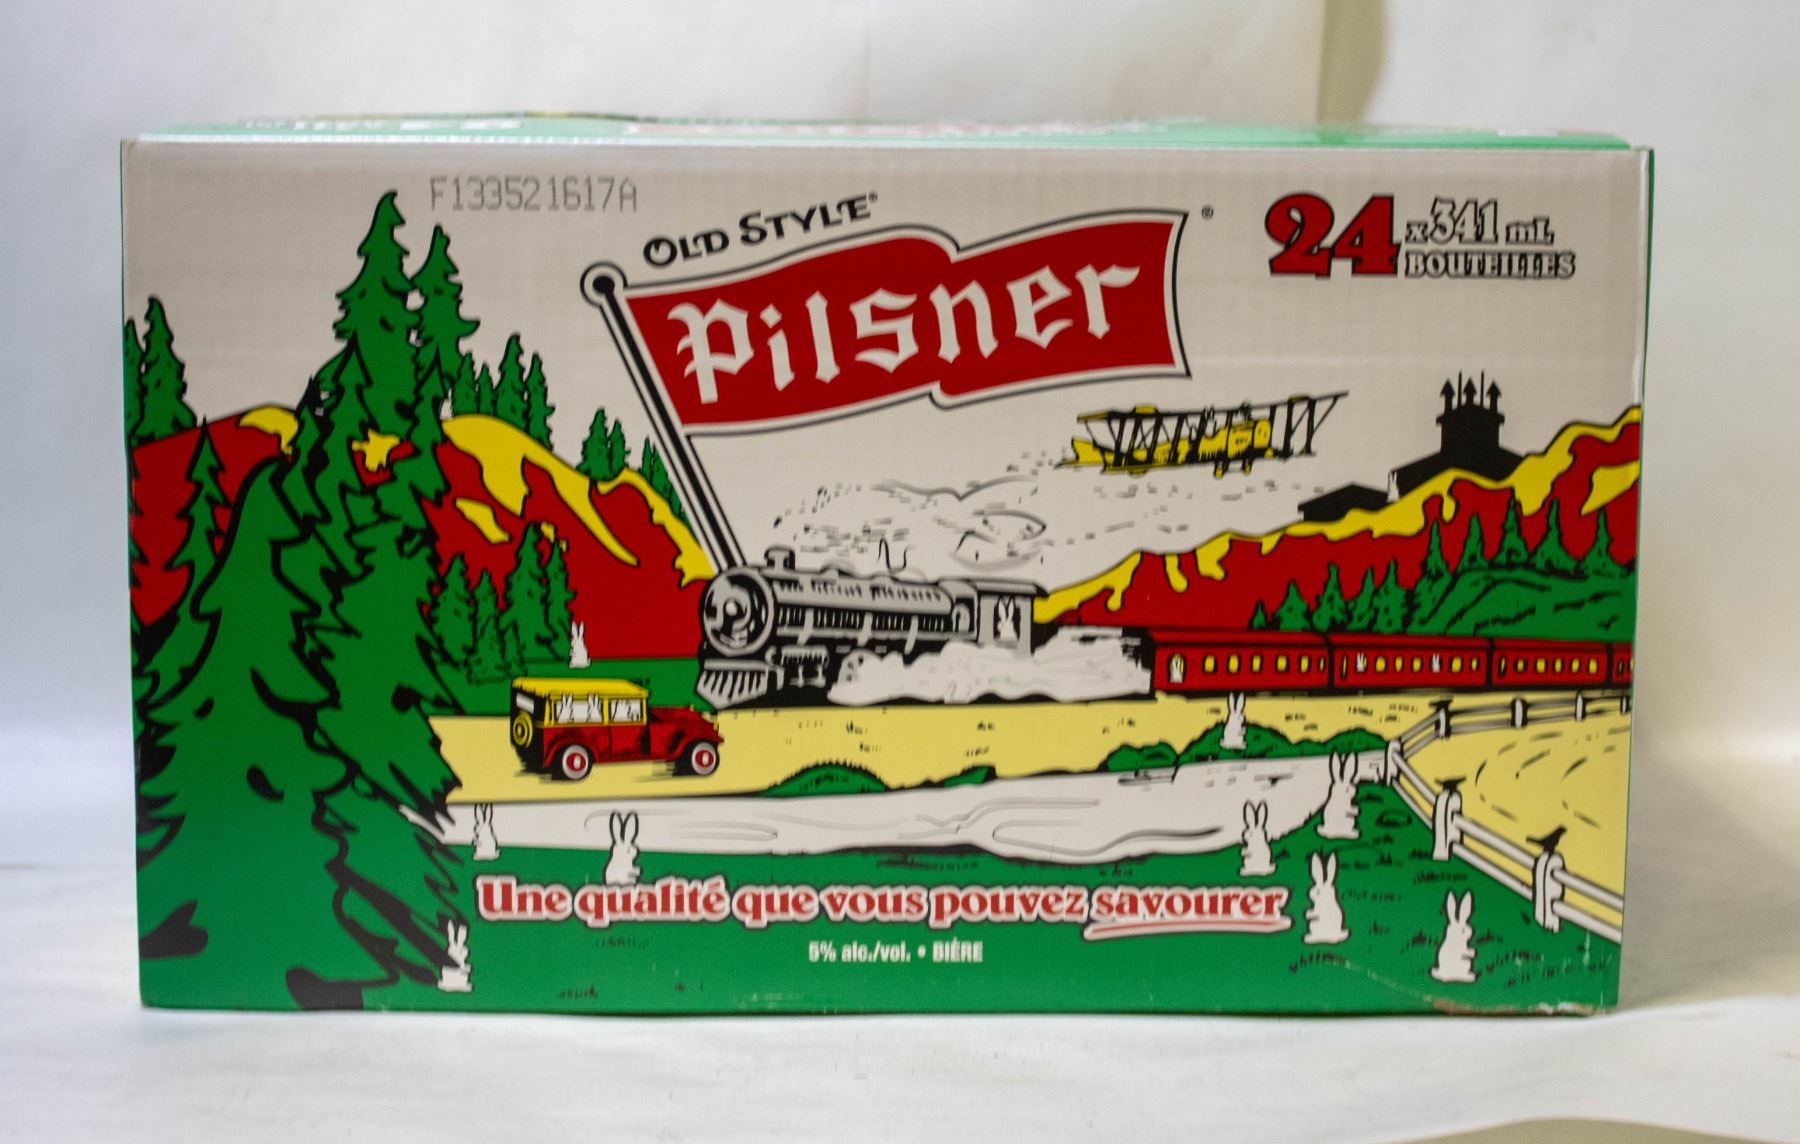 F133521617A
OLD STYLE®
Pilsner ®
24 x 341 mL
BOUTEILLES
Une qualité que vous pouvez savourer
5% alc./vol. • BIÈRE